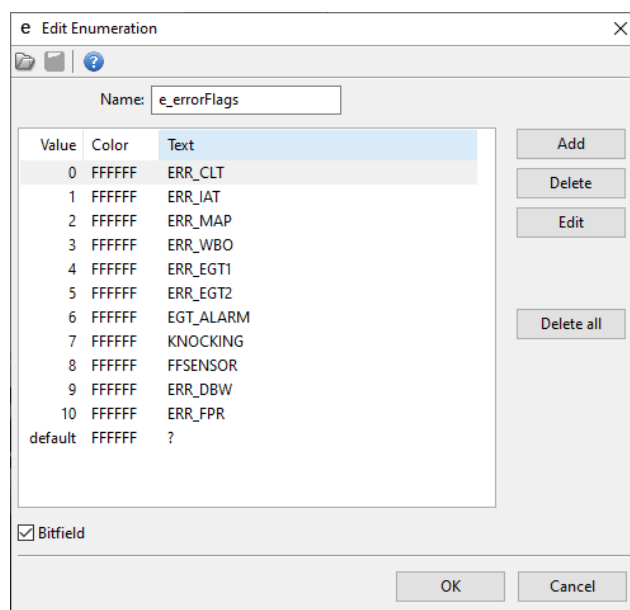 e Edit Enumeration
Name: e_errorFlags
Value Color Text
0 FFFFFF ERR_CLT
1 FFFFFF ERR_IAT
2 FFFFFF ERR_MAP
3 FFFFFF ERR_WBO
4 FFFFFF ERR_EGT1
5 FFFFFF ERR_EGT2
6 FFFFFF EGT_ALARM
7 FFFFFF KNOCKING
8 FFFFFF FFSENSOR
9 FFFFFF ERR_DBW
10 FFFFFF ERR_FPR
default FFFFFF ?
Add
Delete
Edit
Delete all
Bitfield
OK Cancel